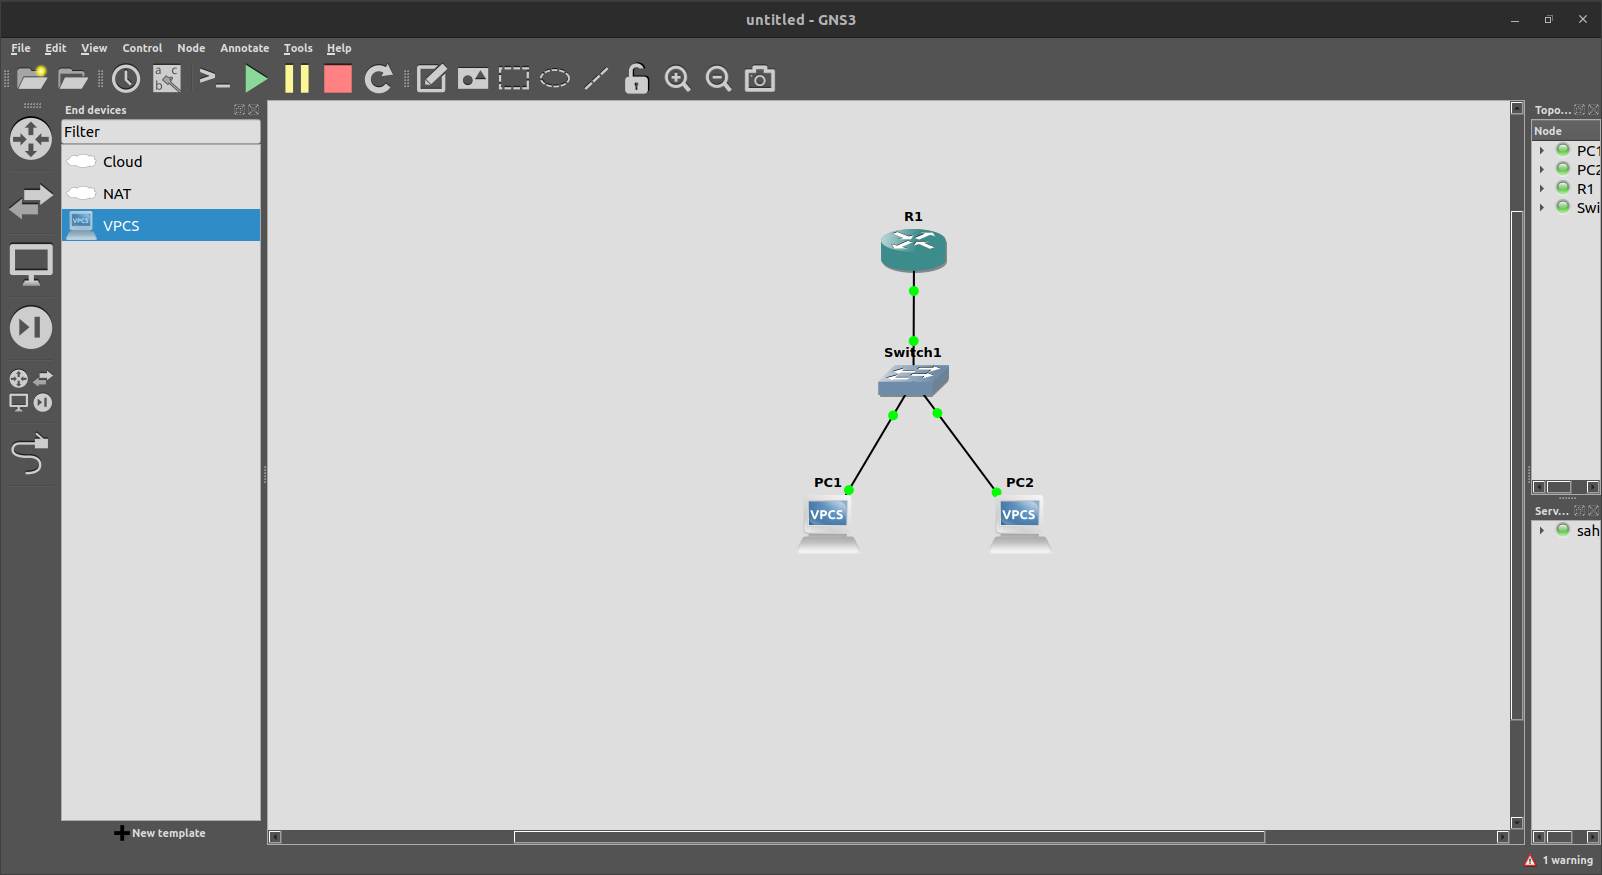 untitled - GNS3
File Edit View Control Node Annotate Tools Help
End devices
Filter
Cloud
NAT
VPCS
New template
R1
Switch1
PC1
PC2
VPCS
VPCS
Topo...
Node
PC1
PC2
R1
Swi
Serv...
sah
1 warning